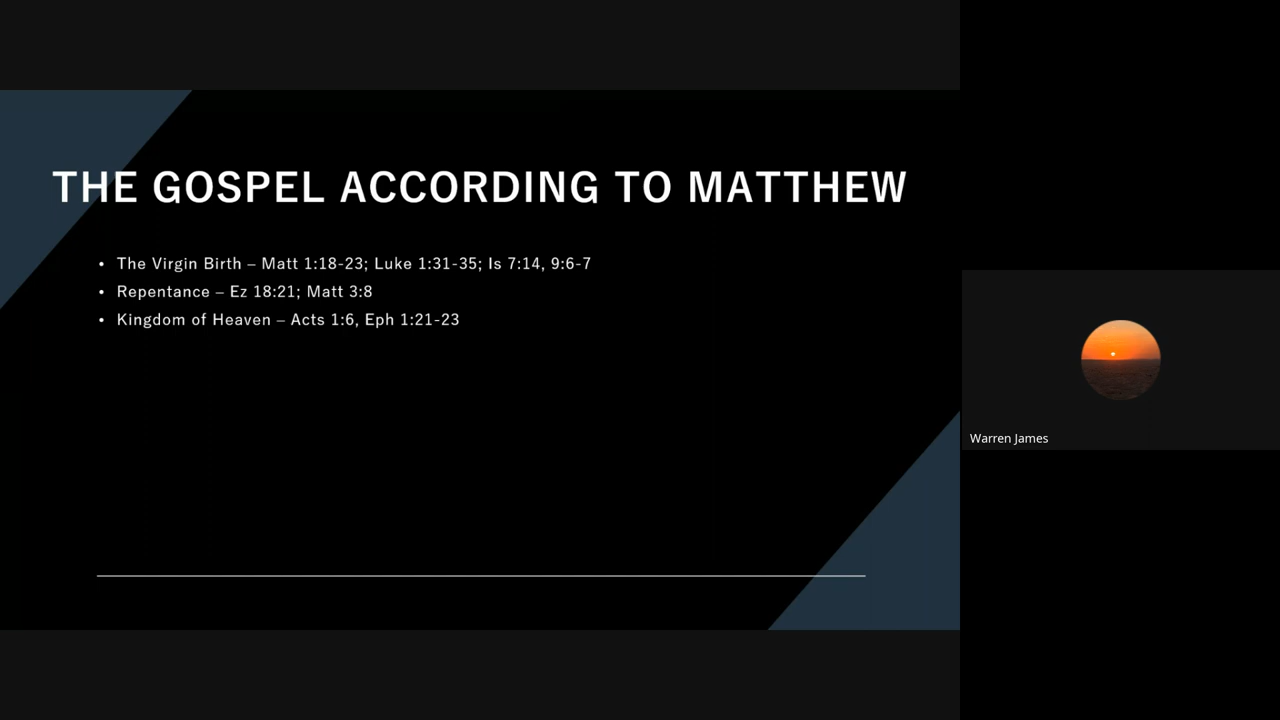 THE GOSPEL ACCORDING TO MATTHEW
• The Virgin Birth – Matt 1:18-23; Luke 1:31-35; Is 7:14, 9:6-7
• Repentance – Ez 18:21; Matt 3:8
• Kingdom of Heaven – Acts 1:6, Eph 1:21-23
Warren James